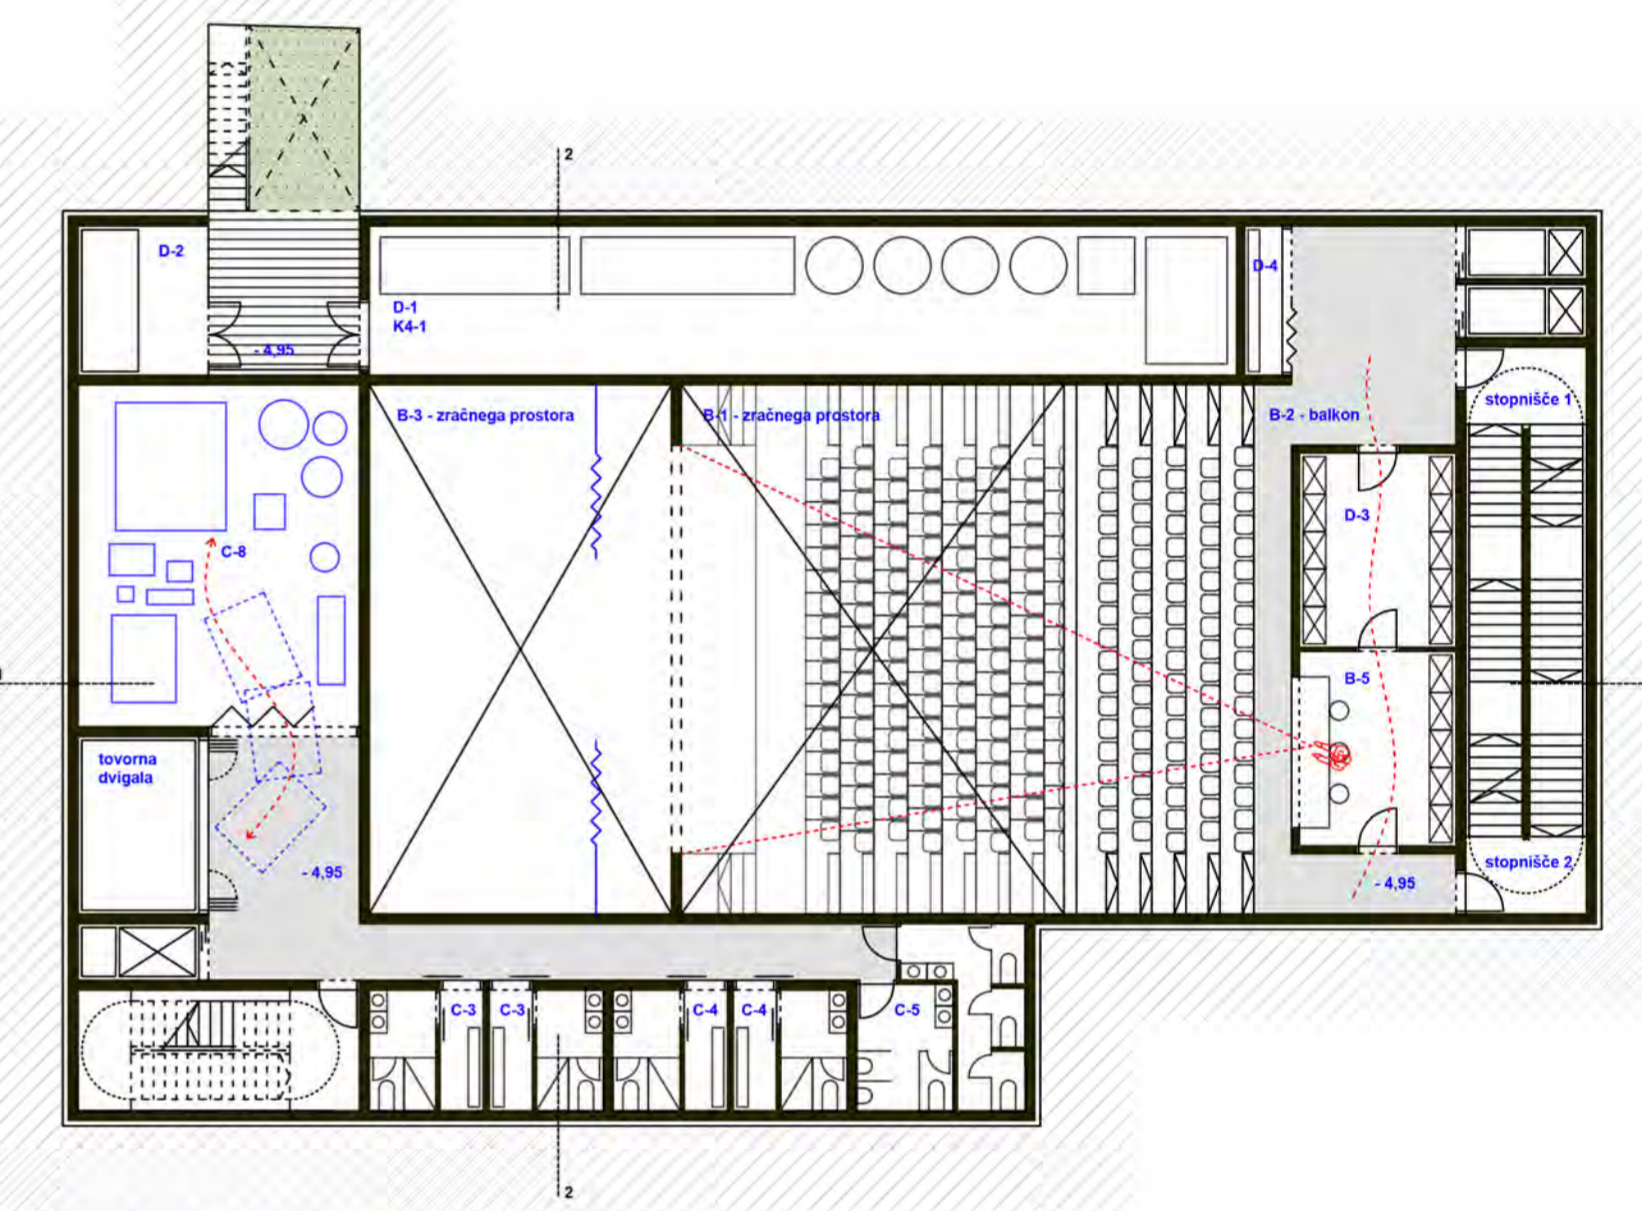 2
D-2
D-4
D-1
K4-1
- 4,95
stopnišče 1
B-3 - zračnega prostora
B-1 - zračnega prostora
B-2 - balkon
D-3
C-8
B-5
tovorna
dvigala
stopnišče 2
- 4,95
- 4,95
C-3
C-3
C-4
C-4
C-5
2